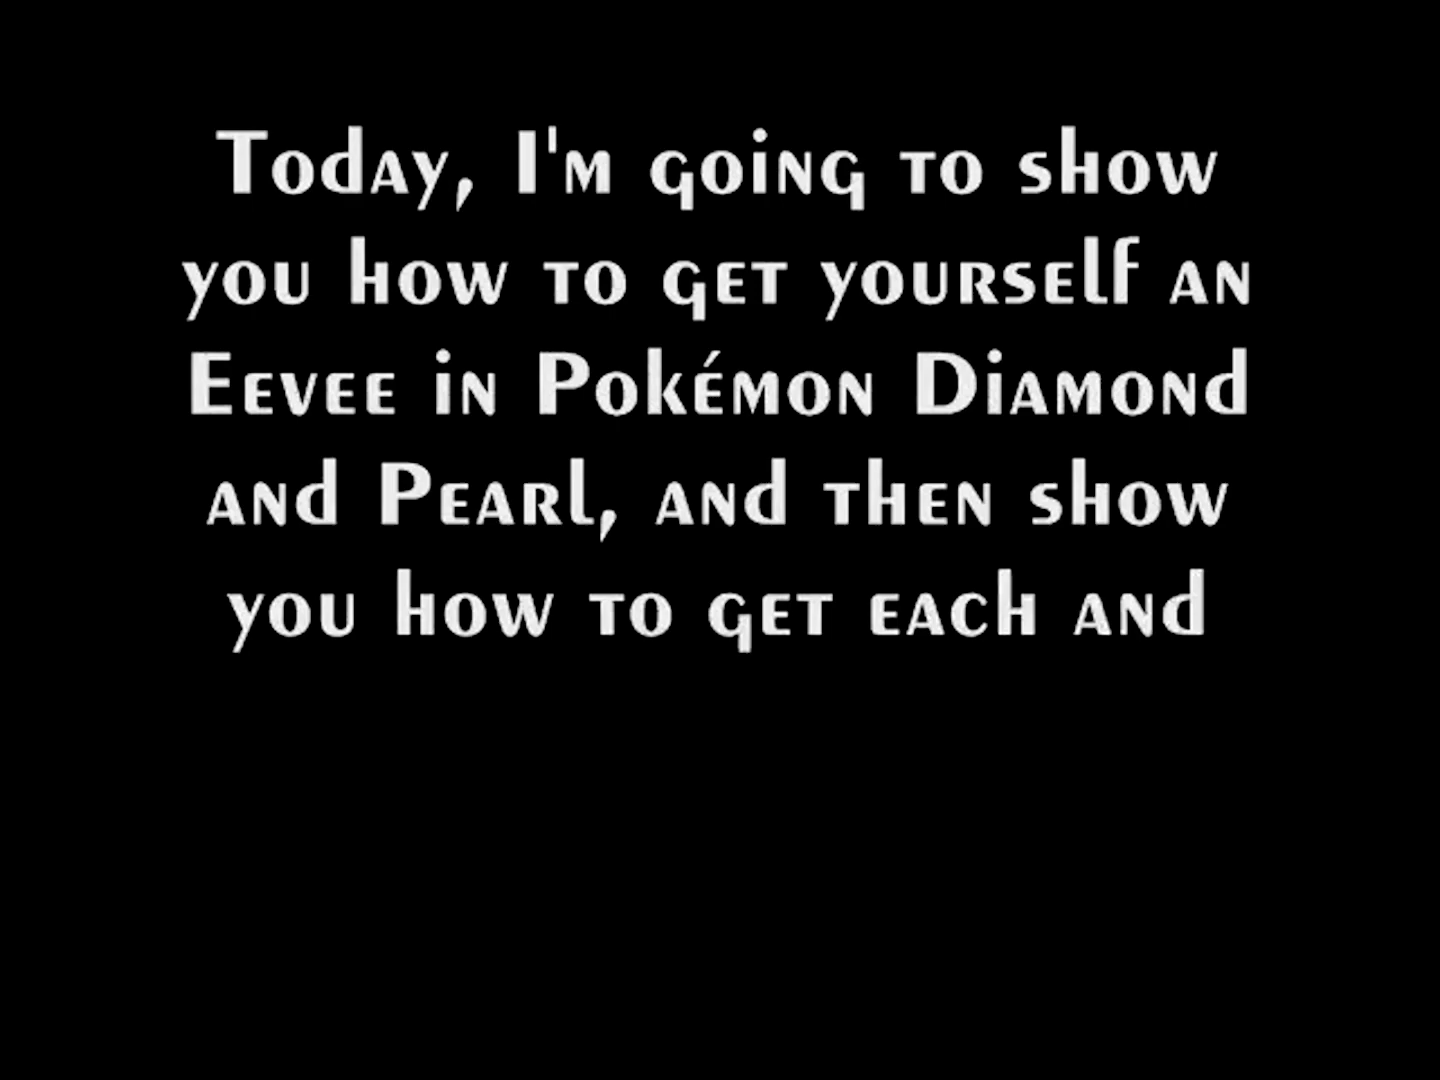 Today, I'm going to show
you how to get yourself an
Eevee in Pokémon Diamond
and Pearl, and then show
you how to get each and